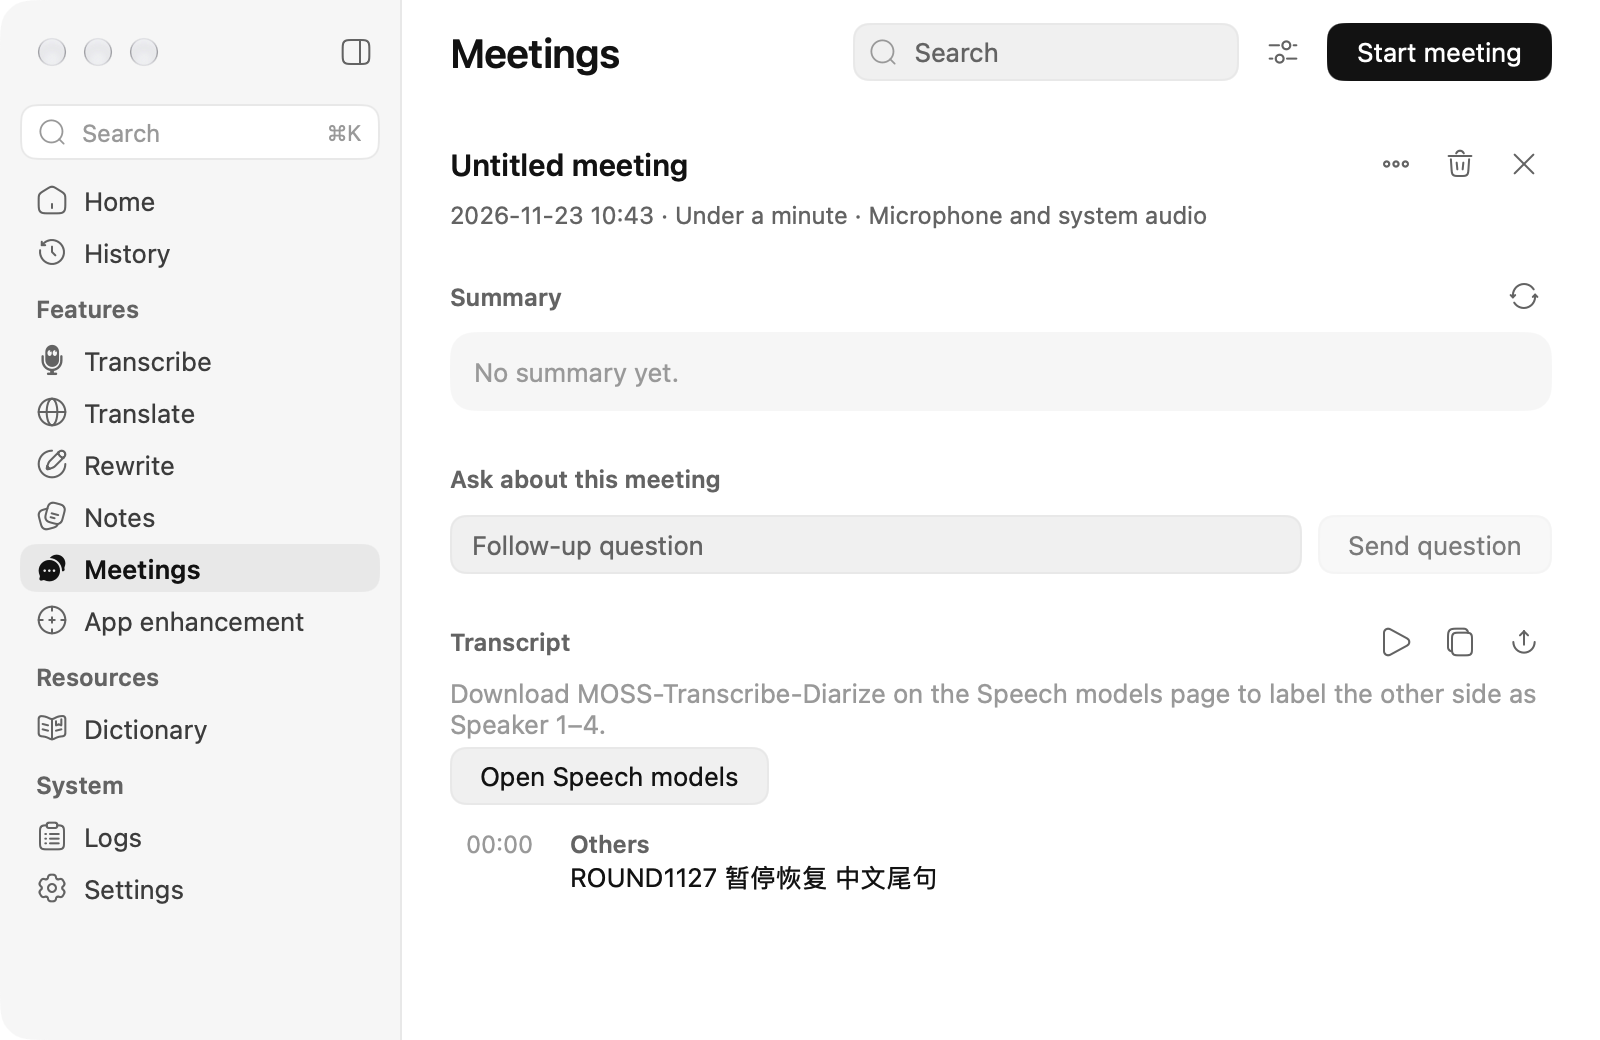 Search ⌘K
Home
History
Features
Transcribe
Translate
Rewrite
Notes
Meetings
App enhancement
Resources
Dictionary
System
Logs
Settings
Meetings
Search
Start meeting
Untitled meeting
2026-11-23 10:43 · Under a minute · Microphone and system audio
Summary
No summary yet.
Ask about this meeting
Follow-up question
Send question
Transcript
Download MOSS-Transcribe-Diarize on the Speech models page to label the other side as
Speaker 1–4.
Open Speech models
00:00 Others
ROUND1127 暂停恢复 中文尾句